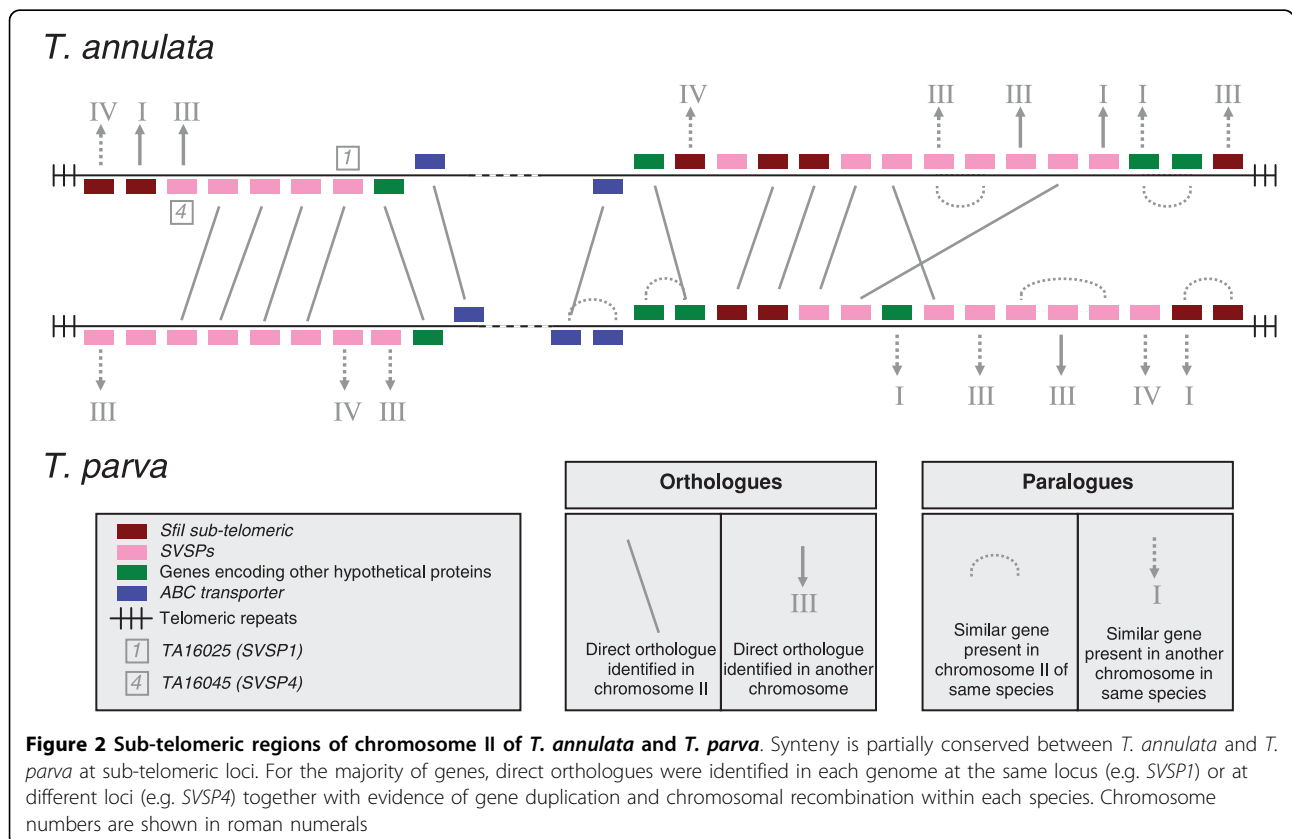 T. annulata
IV I III IV III III I I III
1
4
III IV III I III III IV I
T. parva
SfiI sub-telomeric
SVSPs
Genes encoding other hypothetical proteins
ABC transporter
Telomeric repeats
1 TA16025 (SVSP1)
4 TA16045 (SVSP4)
Orthologues
Direct orthologue
identified in
chromosome II
III
Direct orthologue
identified in another
chromosome
Paralogues
Similar gene
present in
chromosome II of
same species
I
Similar gene
present in another
chromosome in
same species
Figure 2 Sub-telomeric regions of chromosome II of T. annulata and T. parva. Synteny is partially conserved between T. annulata and T.
parva at sub-telomeric loci. For the majority of genes, direct orthologues were identified in each genome at the same locus (e.g. SVSP1) or at
different loci (e.g. SVSP4) together with evidence of gene duplication and chromosomal recombination within each species. Chromosome
numbers are shown in roman numerals